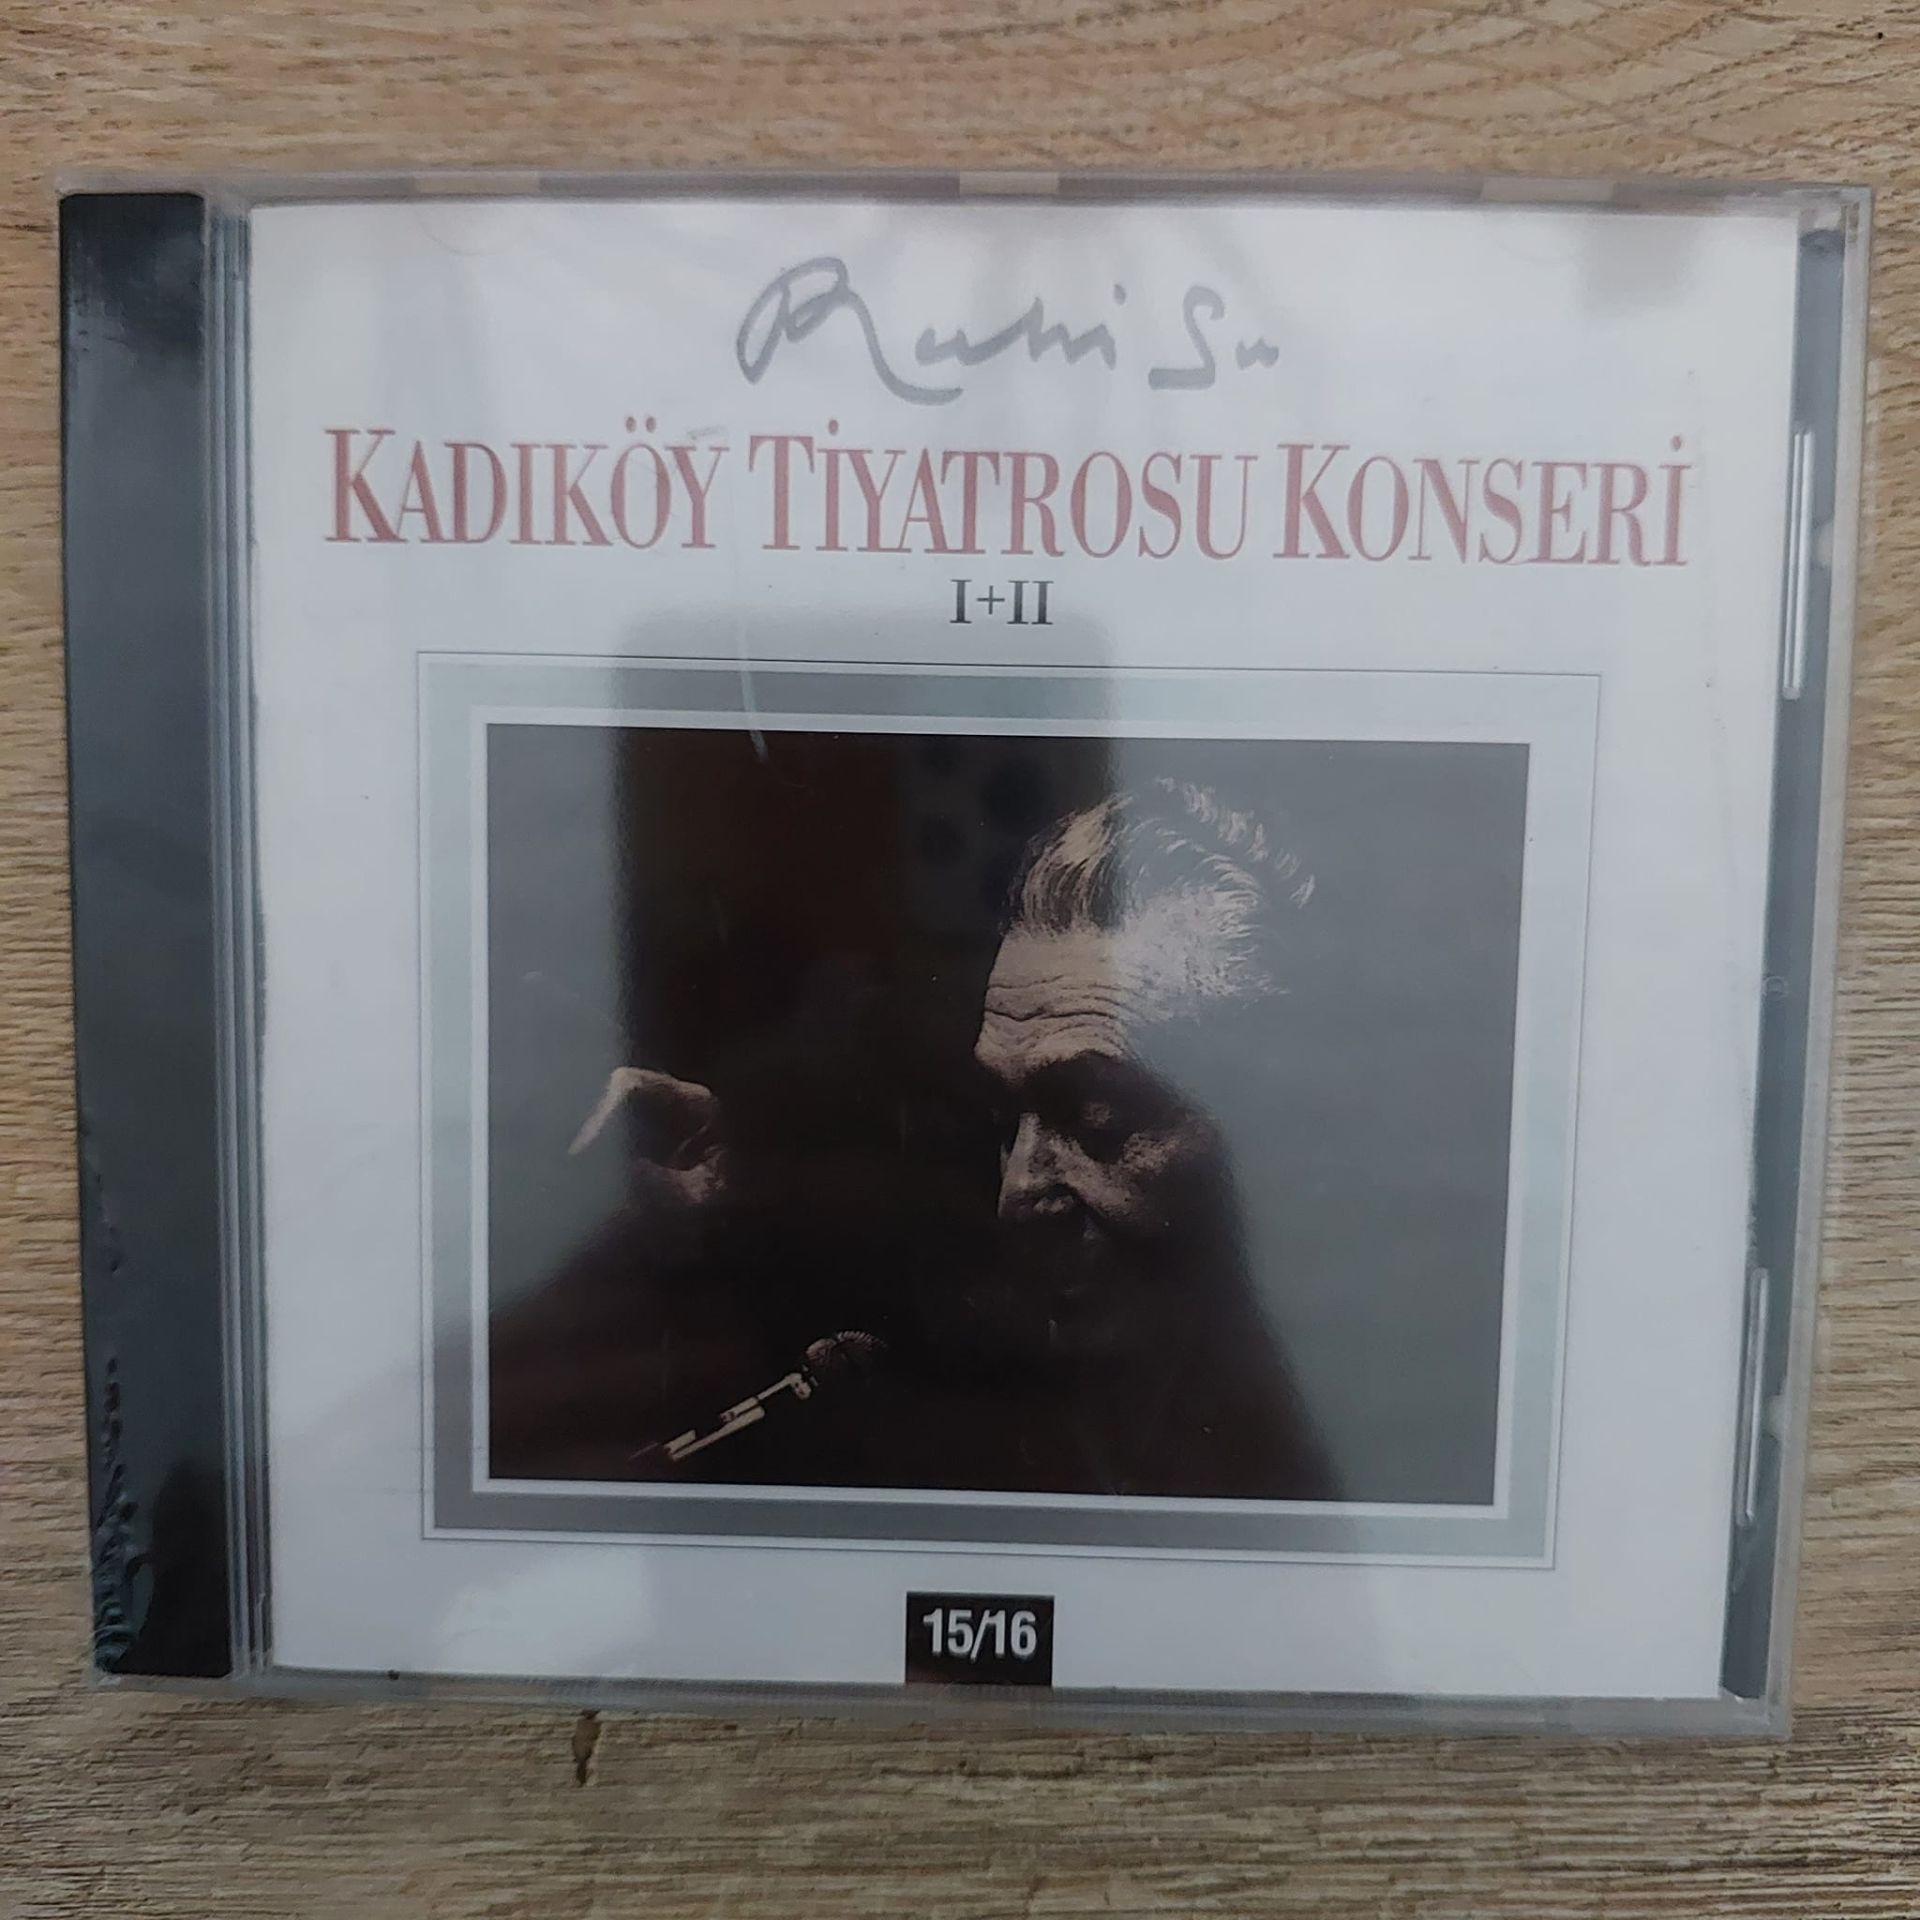 Ruhi Su
KADIKÖY TİYATROSU KONSERİ
I+II
15/16